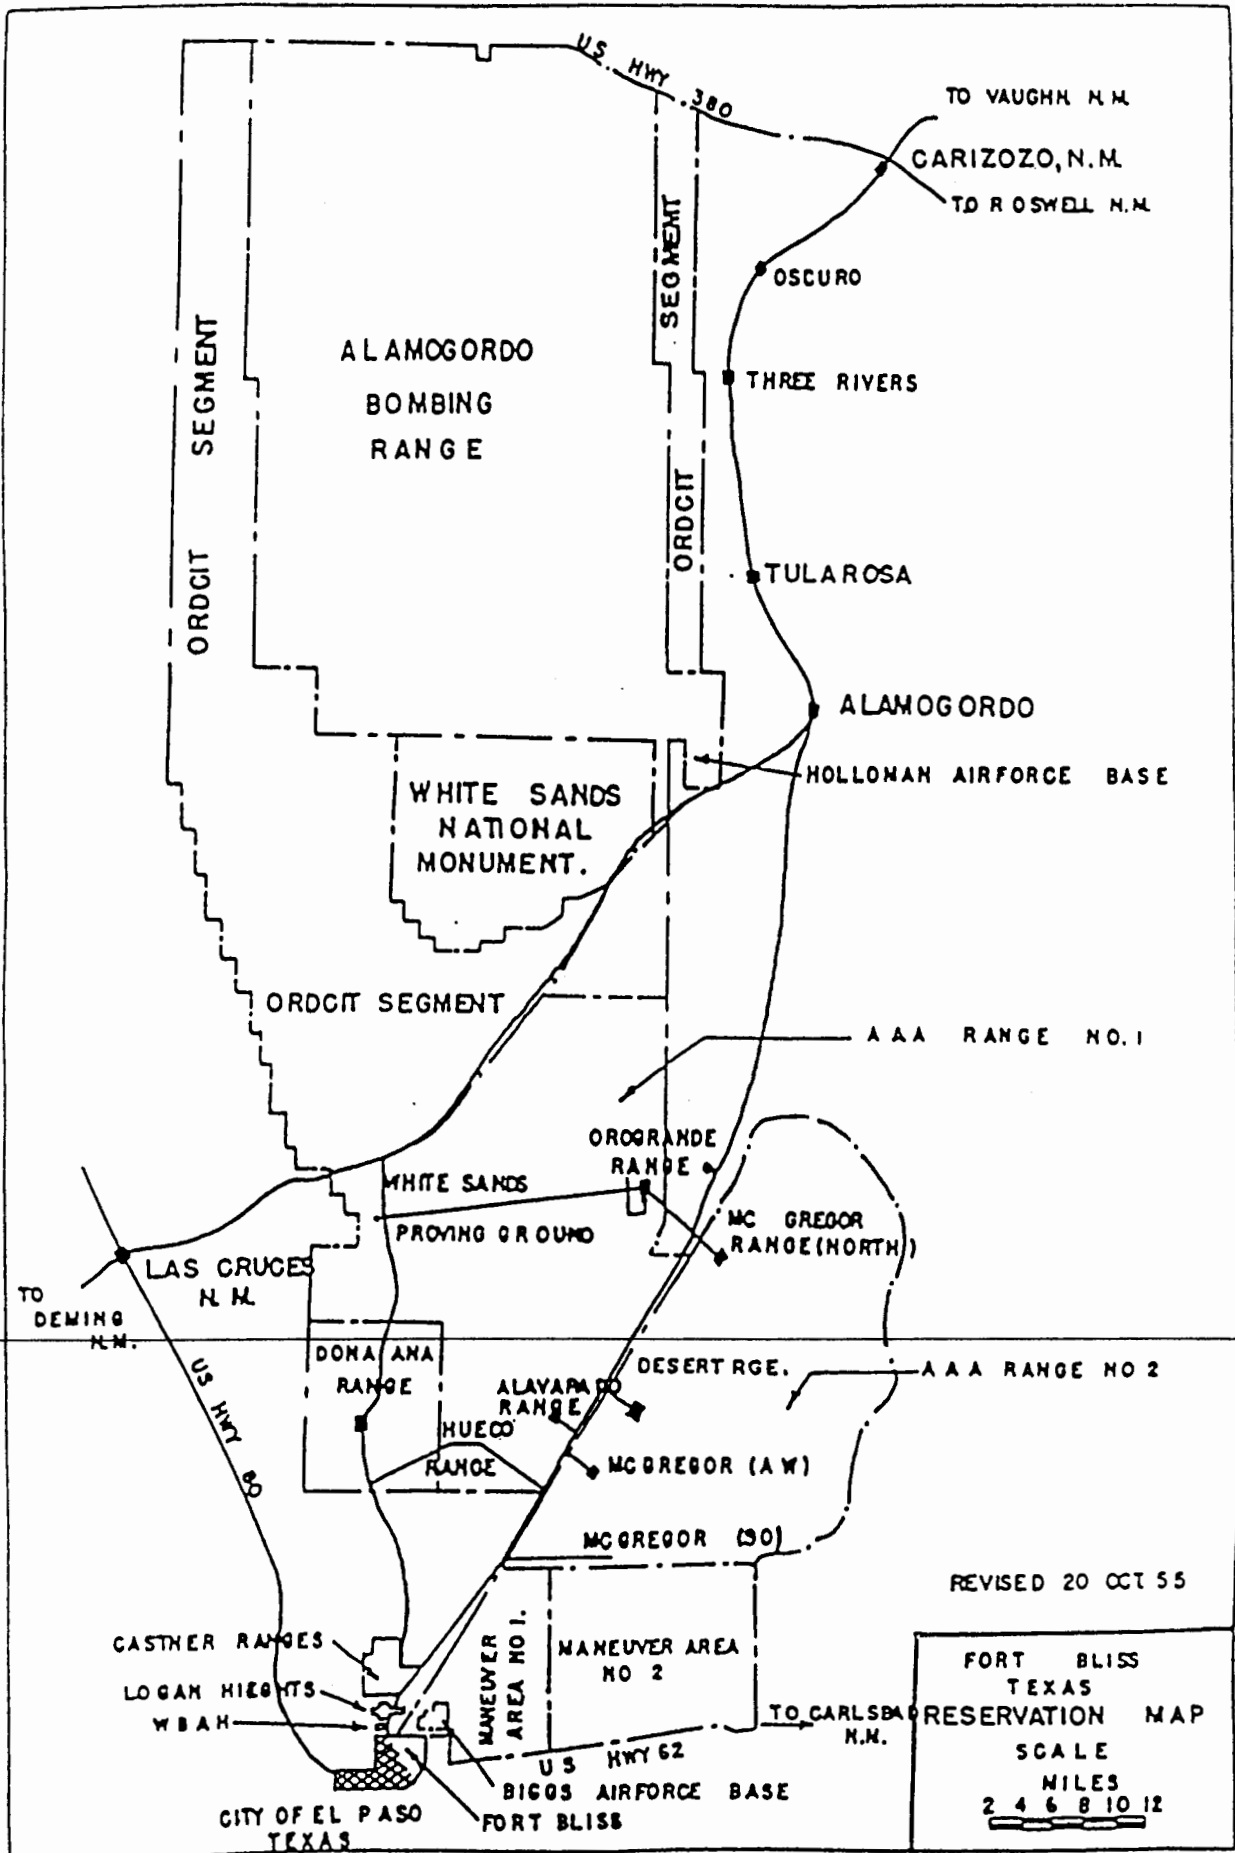 US HWY 380
TO VAUGHN N.M.
CARIZOZO, N.M.
TO ROSWELL N.M.
OSCURO
SEGMENT
ORDCIT
SEGMENT
ORDCIT
ALAMOGORDO
BOMBING
RANGE
THREE RIVERS
TULAROSA
ALAMOGORDO
HOLLOMAN AIRFORCE BASE
WHITE SANDS
NATIONAL
MONUMENT.
ORDCIT SEGMENT
AAA RANGE NO. 1
OROGRANDE
RANGE
WHITE SANDS
PROVING GROUND
MC GREGOR
RANGE (NORTH)
LAS CRUCES
N. M.
TO
DEMING
N.M.
US HWY 80
DONA ANA
RANGE
DESERT RGE.
AAA RANGE NO 2
RANGE
HUECO
RANGE
MCGREGOR (AW)
MCGREGOR (90)
REVISED 20 OCT 55
CASTNER RANGES
LOGAN HIEGHTS
WBAH
MANEUVER
AREA NO 1.
MANEUVER AREA
NO 2
TO CARLSBAD
N.M.
US HWY 62
BIGGS AIRFORCE BASE
FORT BLISS
CITY OF EL PASO
TEXAS
FORT BLISS
TEXAS
RESERVATION MAP
SCALE
MILES
2 4 6 8 10 12